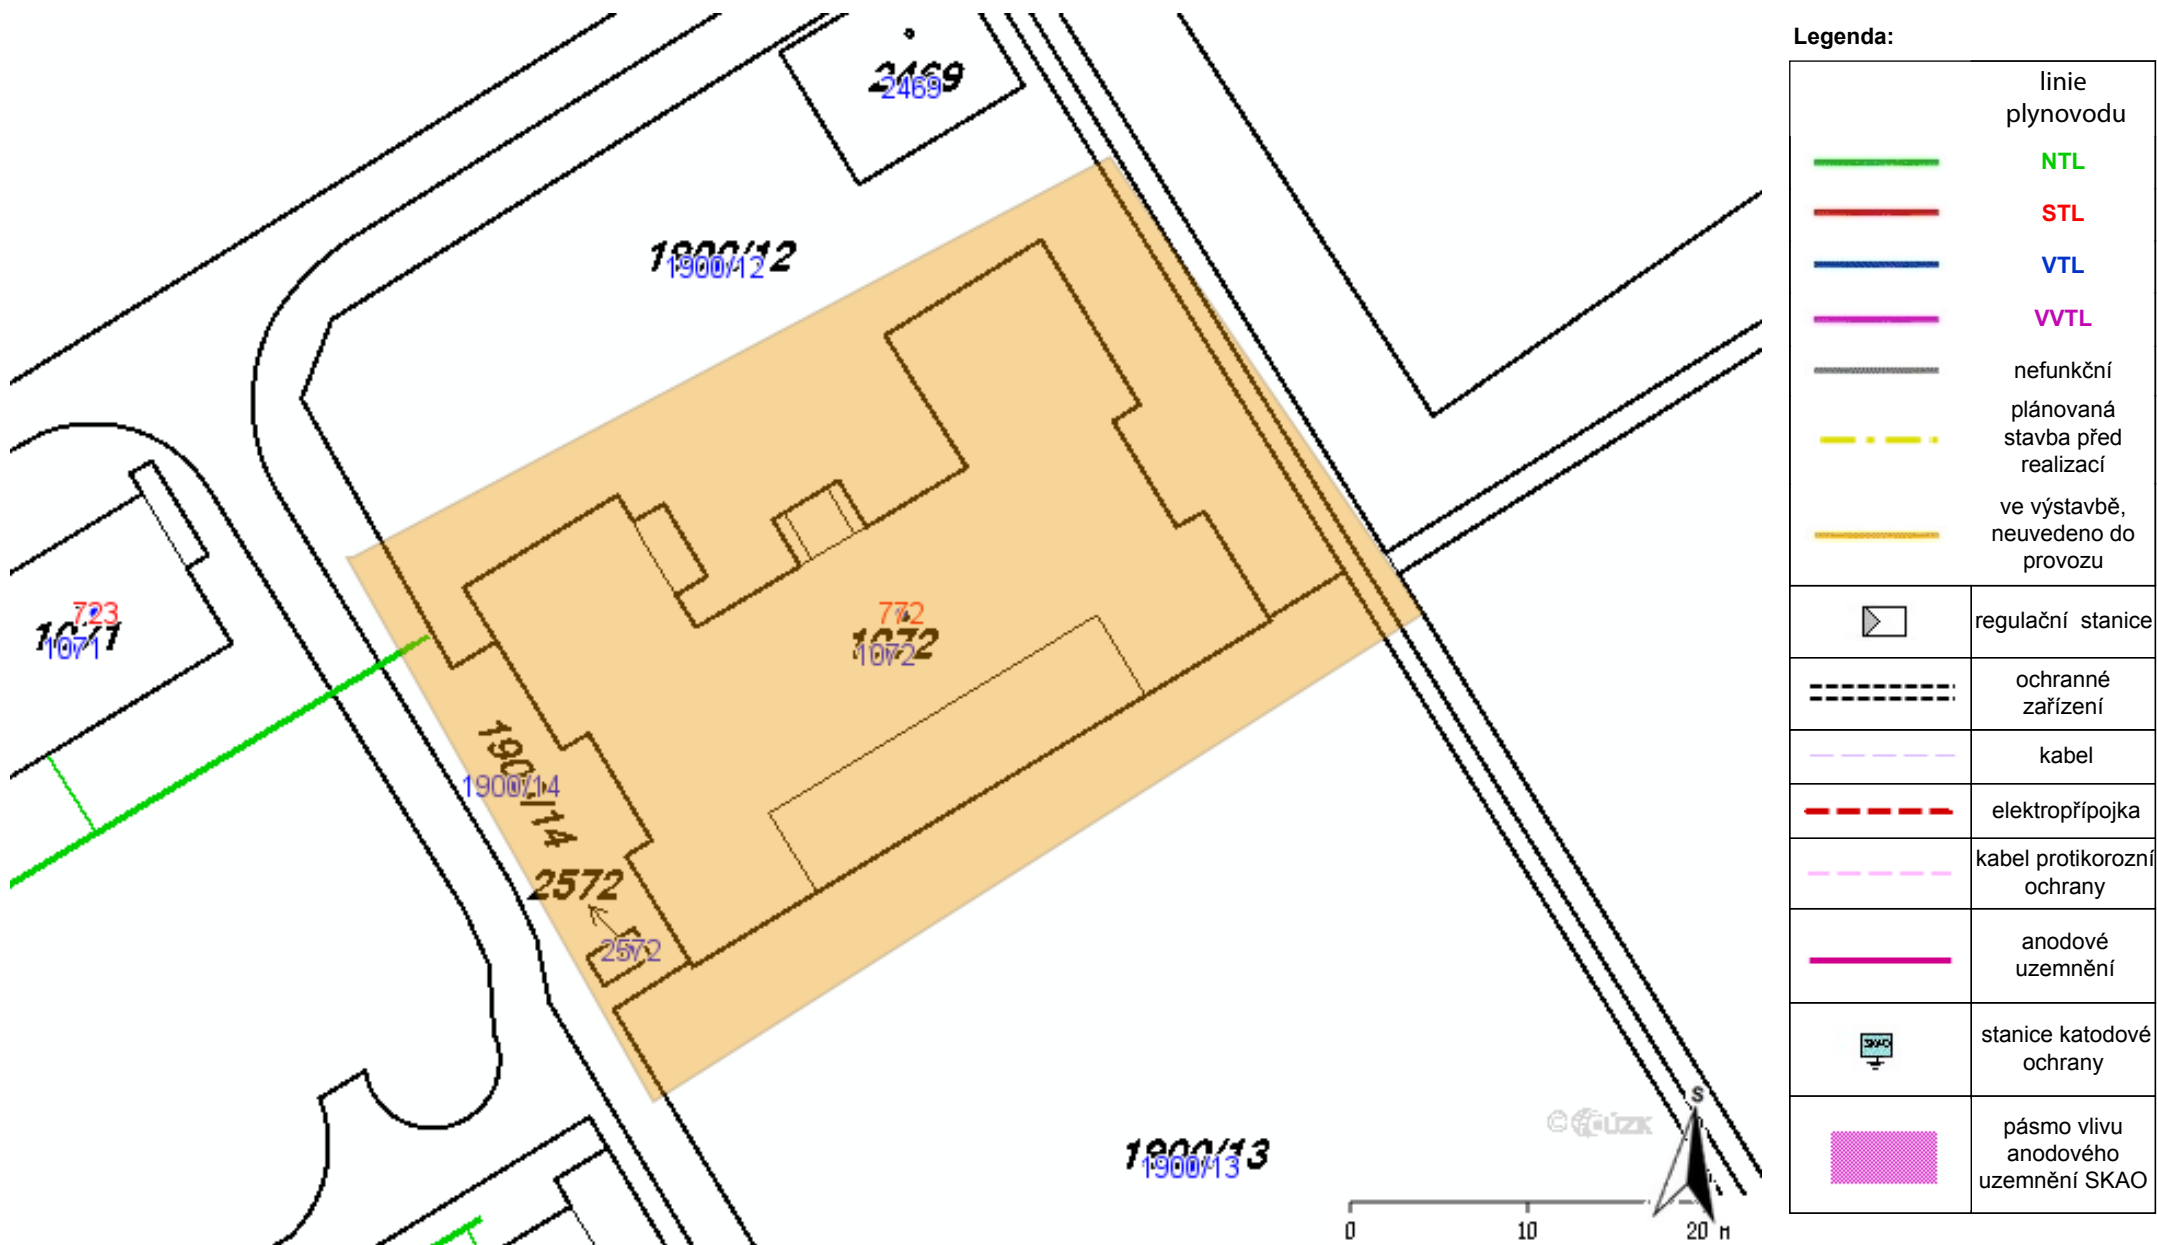 2469
2469
1900/12
1900/12
723
1071
1071
772
1072
1072
1900/14
1900/14
2572
2572
1900/13
1900/13
© ČÚZK
S
0 10 20 M
Legenda:
linie
plynovodu
NTL
STL
VTL
VVTL
nefunkční
plánovaná
stavba před
realizací
ve výstavbě,
neuvedeno do
provozu
regulační stanice
ochranné
zařízení
kabel
elektropřípojka
kabel protikorozní
ochrany
anodové
uzemnění
SKAO
stanice katodové
ochrany
pásmo vlivu
anodového
uzemnění SKAO